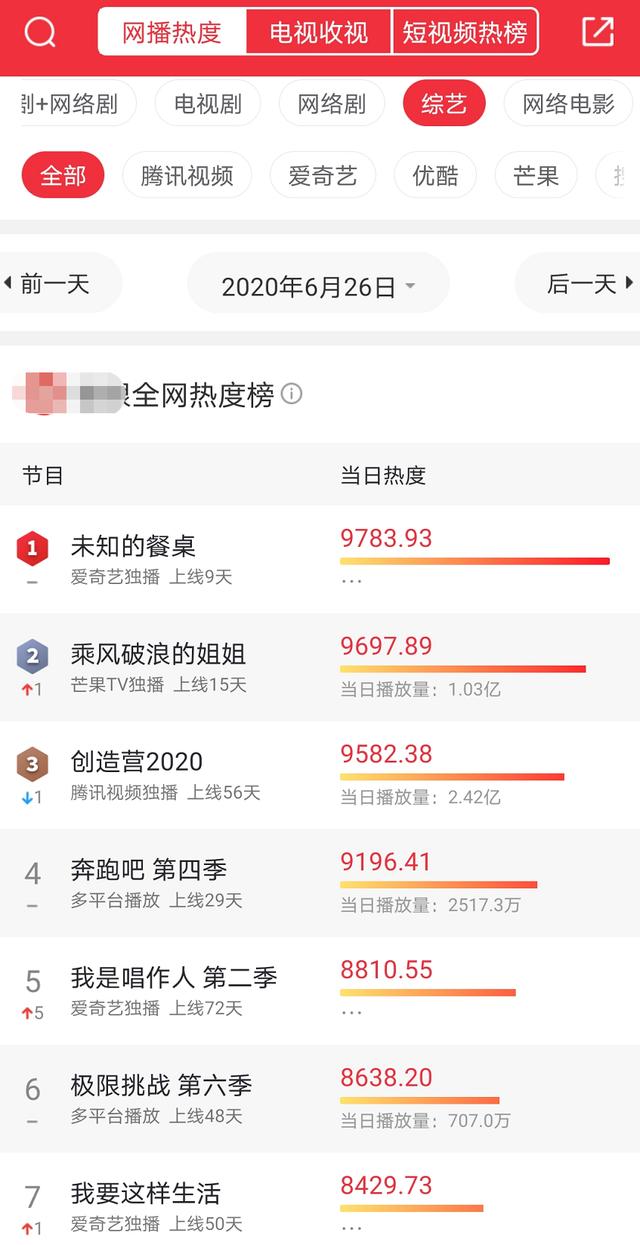 网播热度 电视收视 短视频热榜
剧+网络剧 电视剧 网络剧 综艺 网络电影
全部 腾讯视频 爱奇艺 优酷 芒果
前一天 2020年6月26日 后一天
全网热度榜
节目 当日热度
1 未知的餐桌 9783.93
– 爱奇艺独播 上线9天 ...
2 乘风破浪的姐姐 9697.89
↑1 芒果TV独播 上线15天 当日播放量：1.03亿
3 创造营2020 9582.38
↓1 腾讯视频独播 上线56天 当日播放量：2.42亿
4 奔跑吧 第四季 9196.41
– 多平台播放 上线29天 当日播放量：2517.3万
5 我是唱作人 第二季 8810.55
↑5 爱奇艺独播 上线72天 ...
6 极限挑战 第六季 8638.20
– 多平台播放 上线48天 当日播放量：707.0万
7 我要这样生活 8429.73
↑1 爱奇艺独播 上线50天 ...